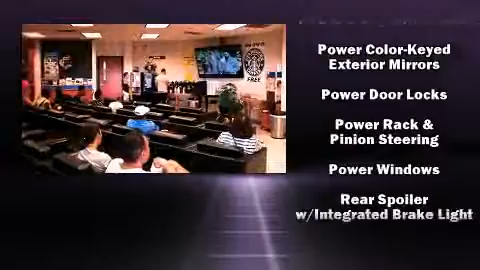 Power Color-Keyed
Exterior Mirrors
Power Door Locks
Power Rack &
Pinion Steering
Power Windows
Rear Spoiler
w/Integrated Brake Light
FREE